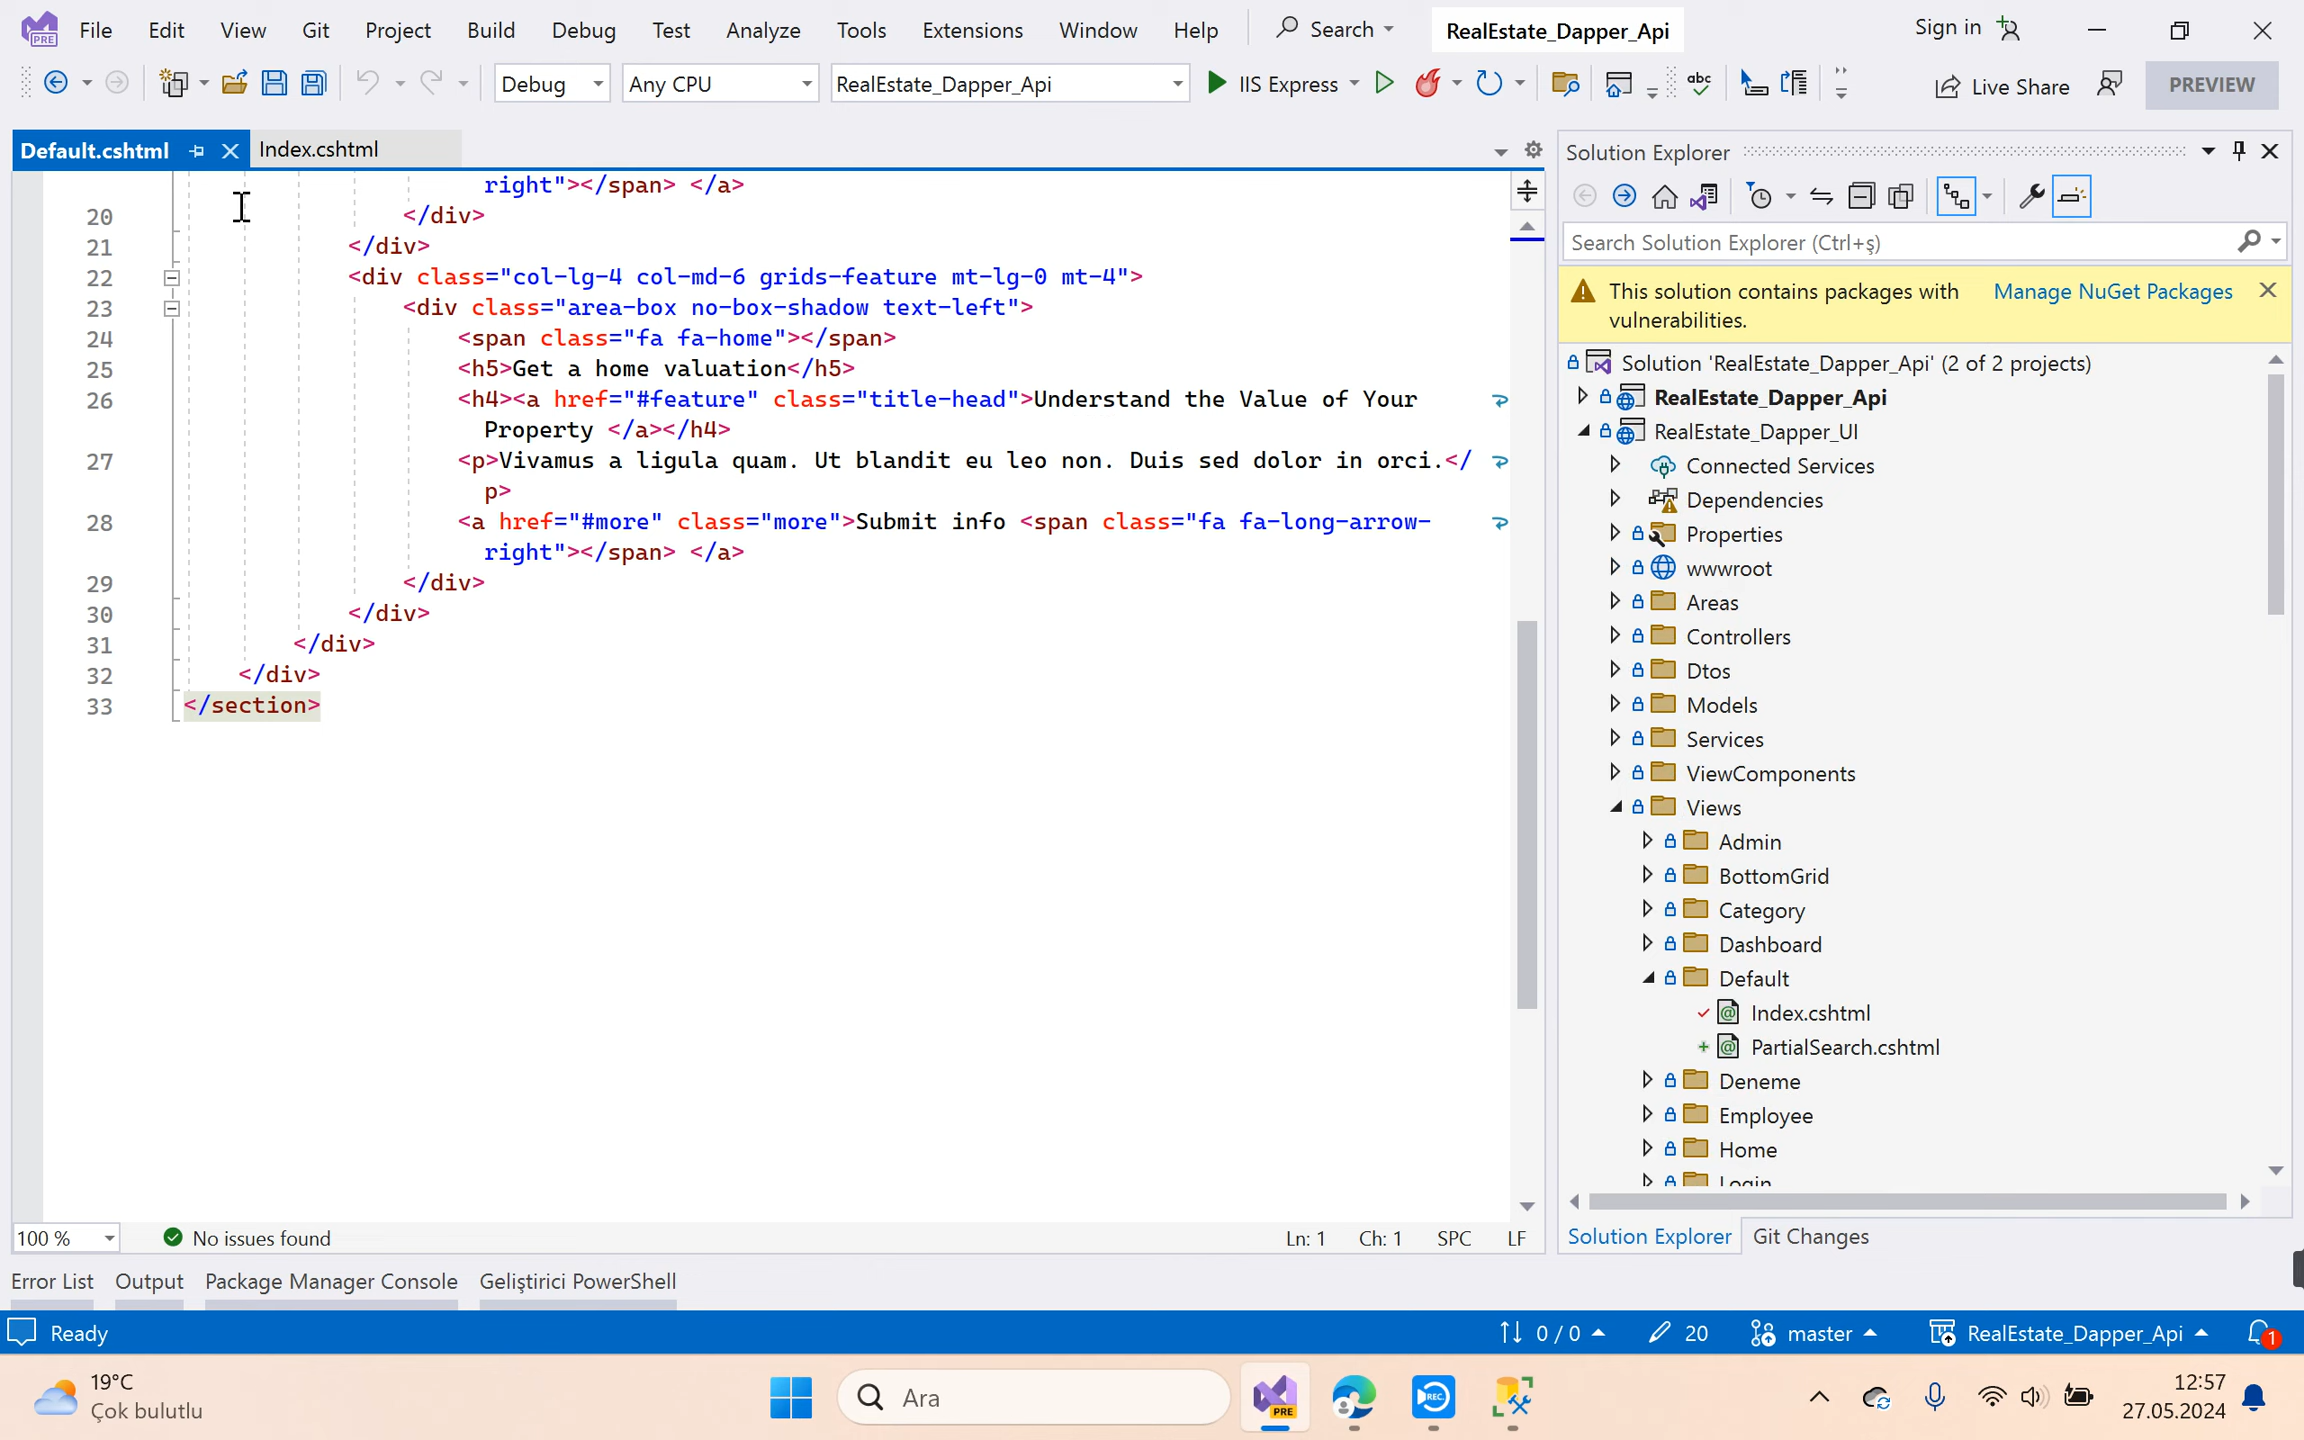 File Edit View Git Project Build Debug Test Analyze Tools Extensions Window Help Search RealEstate_Dapper_Api Sign in
PRE
Debug Any CPU RealEstate_Dapper_Api IIS Express abc Live Share PREVIEW
Default.cshtml Index.cshtml
right"></span> </a>
20 </div>
21 </div>
22 <div class="col-lg-4 col-md-6 grids-feature mt-lg-0 mt-4">
23 <div class="area-box no-box-shadow text-left">
24 <span class="fa fa-home"></span>
25 <h5>Get a home valuation</h5>
26 <h4><a href="#feature" class="title-head">Understand the Value of Your
Property </a></h4>
27 <p>Vivamus a ligula quam. Ut blandit eu leo non. Duis sed dolor in orci.</
p>
28 <a href="#more" class="more">Submit info <span class="fa fa-long-arrow-
right"></span> </a>
29 </div>
30 </div>
31 </div>
32 </div>
33 </section>
100 % No issues found Ln: 1 Ch: 1 SPC LF
Solution Explorer
Search Solution Explorer (Ctrl+ş)
This solution contains packages with Manage NuGet Packages
vulnerabilities.
Solution 'RealEstate_Dapper_Api' (2 of 2 projects)
RealEstate_Dapper_Api
RealEstate_Dapper_UI
Connected Services
Dependencies
Properties
wwwroot
Areas
Controllers
Dtos
Models
Services
ViewComponents
Views
Admin
BottomGrid
Category
Dashboard
Default
Index.cshtml
PartialSearch.cshtml
Deneme
Employee
Home
Login
Solution Explorer Git Changes
Error List Output Package Manager Console Geliştirici PowerShell
Ready 0 / 0 20 master RealEstate_Dapper_Api 1
19°C
Çok bulutlu
Ara
PRE
REC
12:57
27.05.2024